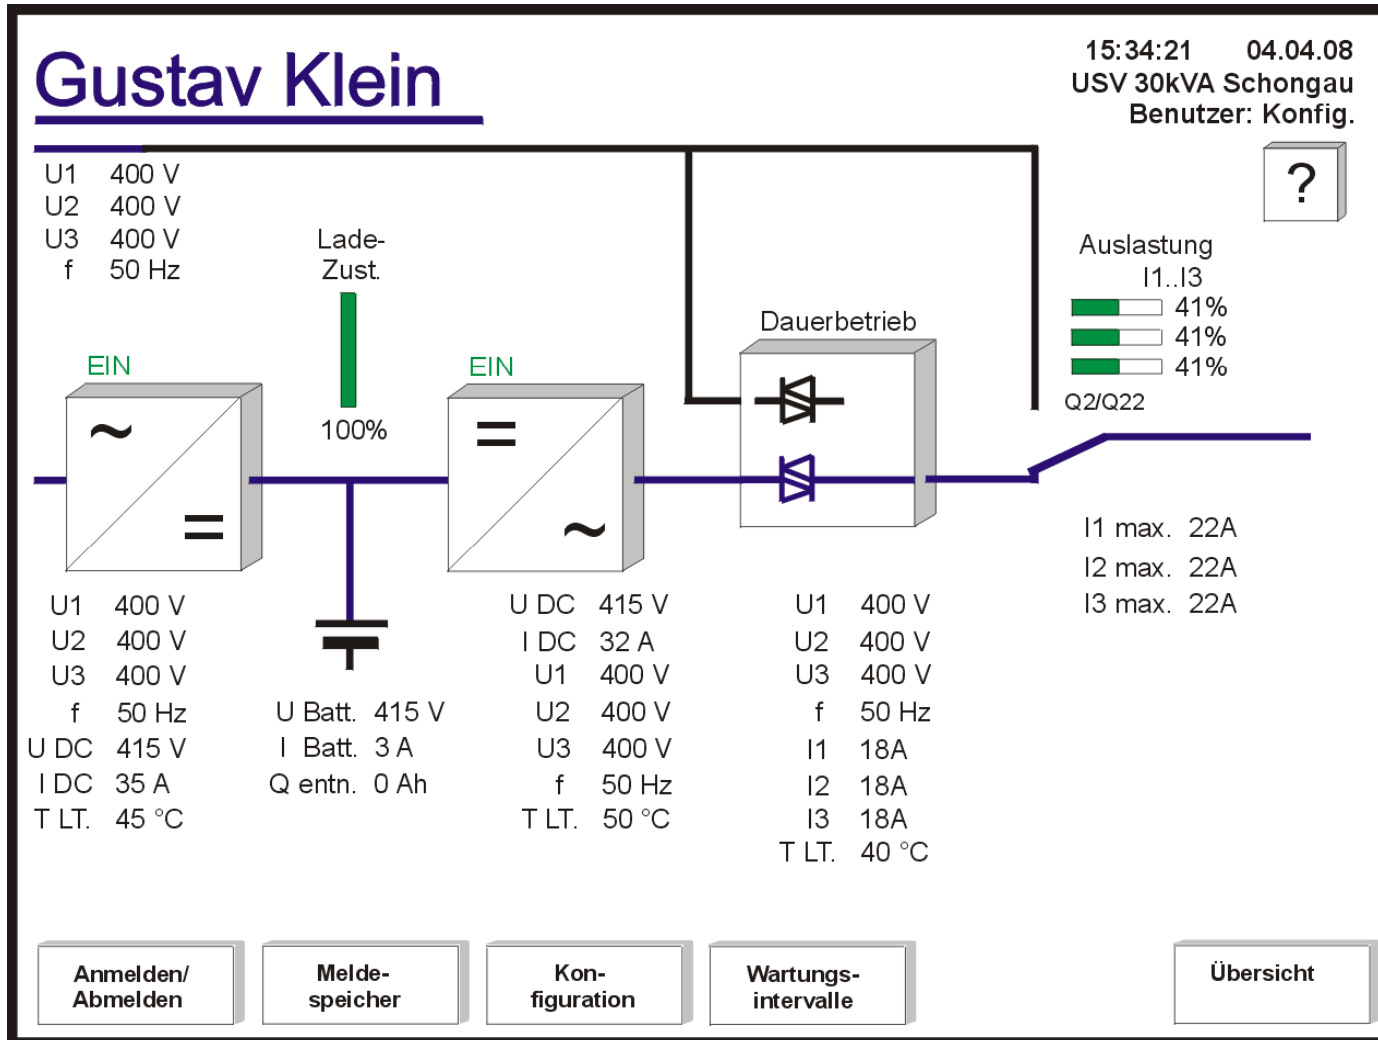 Gustav Klein
15:34:21 04.04.08
USV 30kVA Schongau
Benutzer: Konfig.
?
U1 400 V
U2 400 V
U3 400 V
f 50 Hz
Lade-
Zust.
100%
Auslastung
I1..I3
41%
41%
41%
Q2/Q22
Dauerbetrieb
EIN
~
=
EIN
=
~
U1 400 V
U2 400 V
U3 400 V
f 50 Hz
U DC 415 V
I DC 35 A
T LT. 45 °C
U Batt. 415 V
I Batt. 3 A
Q entn. 0 Ah
U DC 415 V
I DC 32 A
U1 400 V
U2 400 V
U3 400 V
f 50 Hz
T LT. 50 °C
U1 400 V
U2 400 V
U3 400 V
f 50 Hz
I1 18A
I2 18A
I3 18A
T LT. 40 °C
I1 max. 22A
I2 max. 22A
I3 max. 22A
Anmelden/
Abmelden
Melde-
speicher
Kon-
figuration
Wartungs-
intervalle
Übersicht